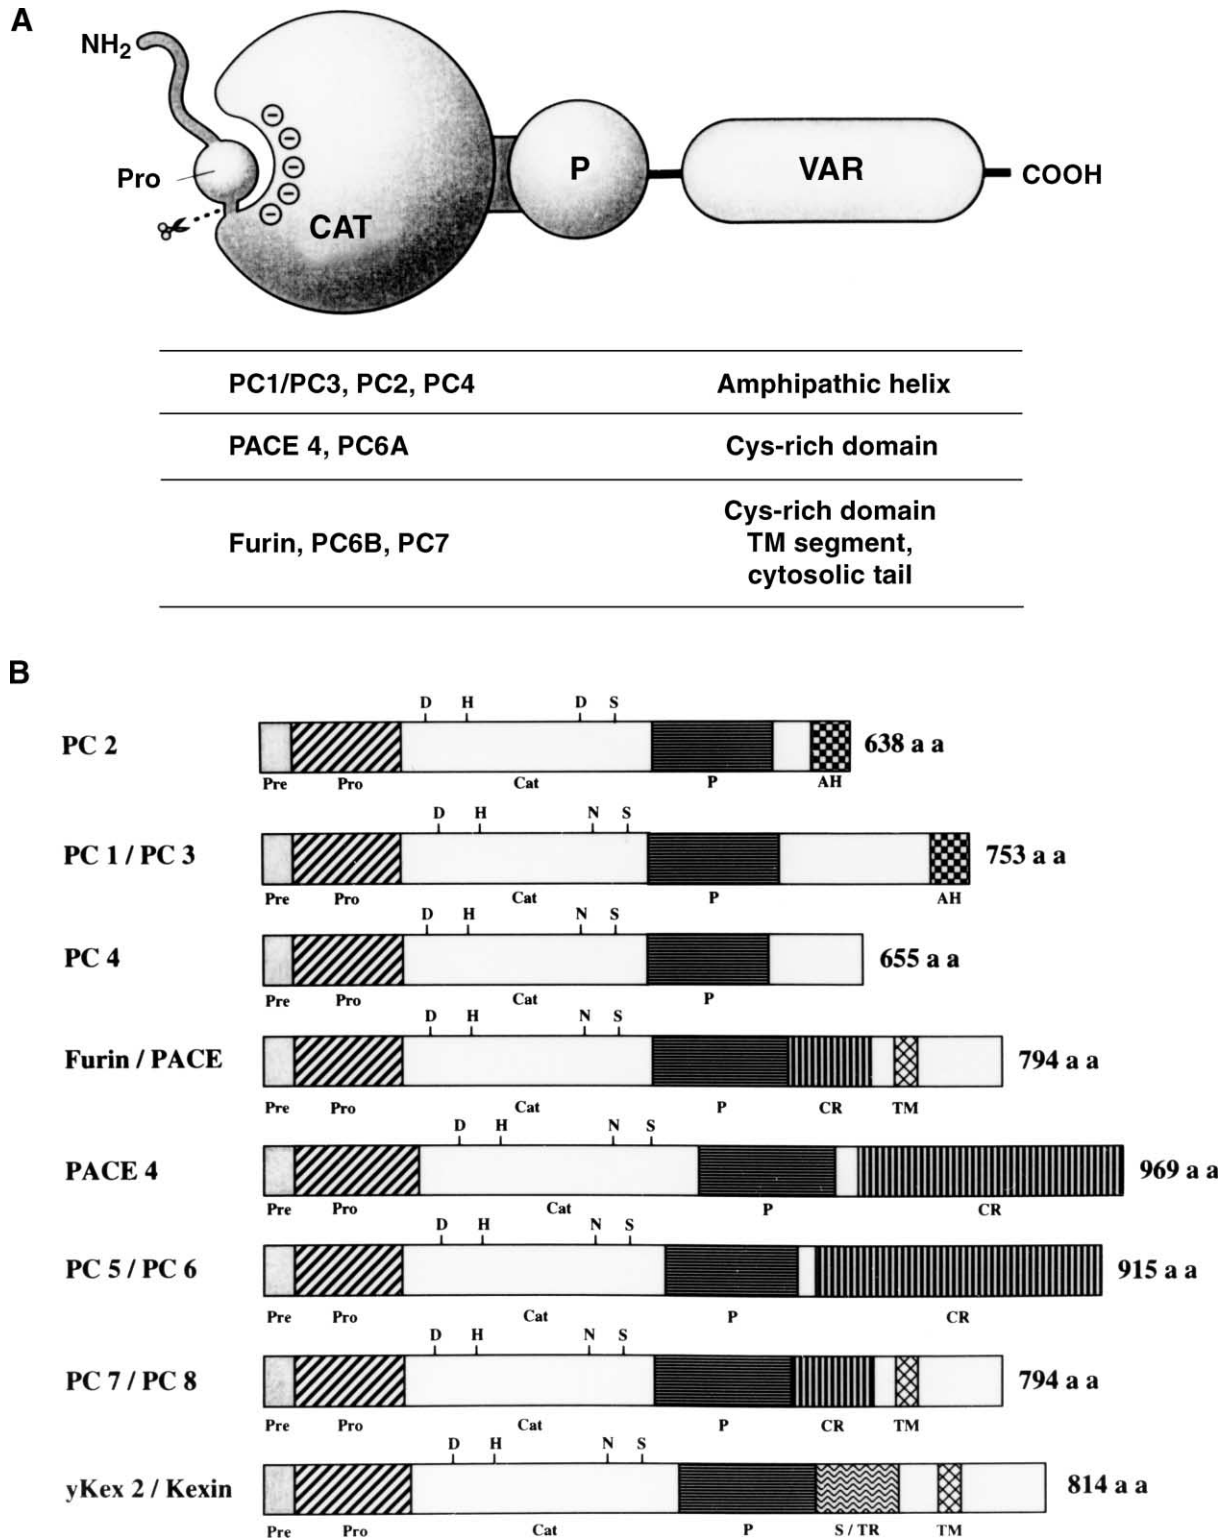 A
NH2
Pro
CAT
P
VAR
COOH
⊖
⊖
⊖
⊖
⊖
PC1/PC3, PC2, PC4 Amphipathic helix
PACE 4, PC6A Cys-rich domain
Furin, PC6B, PC7 Cys-rich domain
TM segment,
cytosolic tail
B
D H D S
PC 2 638 a a
Pre Pro Cat P AH
D H N S
PC 1 / PC 3 753 a a
Pre Pro Cat P AH
D H N S
PC 4 655 a a
Pre Pro Cat P
D H N S
Furin / PACE 794 a a
Pre Pro Cat P CR TM
D H N S
PACE 4 969 a a
Pre Pro Cat P CR
D H N S
PC 5 / PC 6 915 a a
Pre Pro Cat P CR
D H N S
PC 7 / PC 8 794 a a
Pre Pro Cat P CR TM
D H N S
yKex 2 / Kexin 814 a a
Pre Pro Cat P S / TR TM